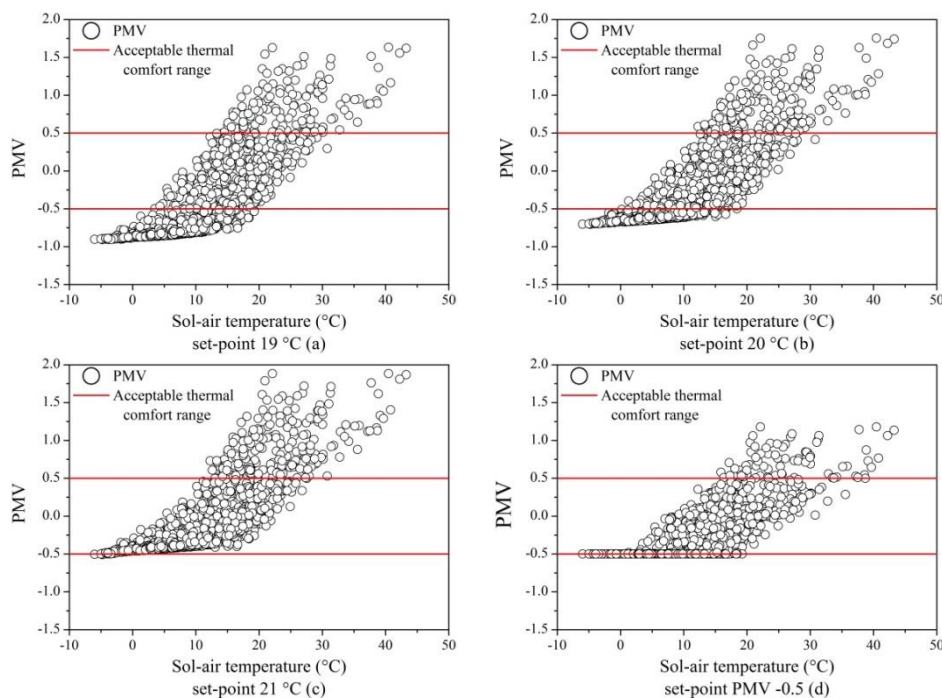 2.0
1.5
1.0
0.5
0.0
-0.5
-1.0
-1.5
PMV
PMV
Acceptable thermal
comfort range
-10 0 10 20 30 40 50
Sol-air temperature (°C)
set-point 19 °C (a)
2.0
1.5
1.0
0.5
0.0
-0.5
-1.0
-1.5
PMV
PMV
Acceptable thermal
comfort range
-10 0 10 20 30 40 50
Sol-air temperature (°C)
set-point 20 °C (b)
2.0
1.5
1.0
0.5
0.0
-0.5
-1.0
-1.5
PMV
PMV
Acceptable thermal
comfort range
-10 0 10 20 30 40 50
Sol-air temperature (°C)
set-point 21 °C (c)
2.0
1.5
1.0
0.5
0.0
-0.5
-1.0
-1.5
PMV
PMV
Acceptable thermal
comfort range
-10 0 10 20 30 40 50
Sol-air temperature (°C)
set-point PMV -0.5 (d)